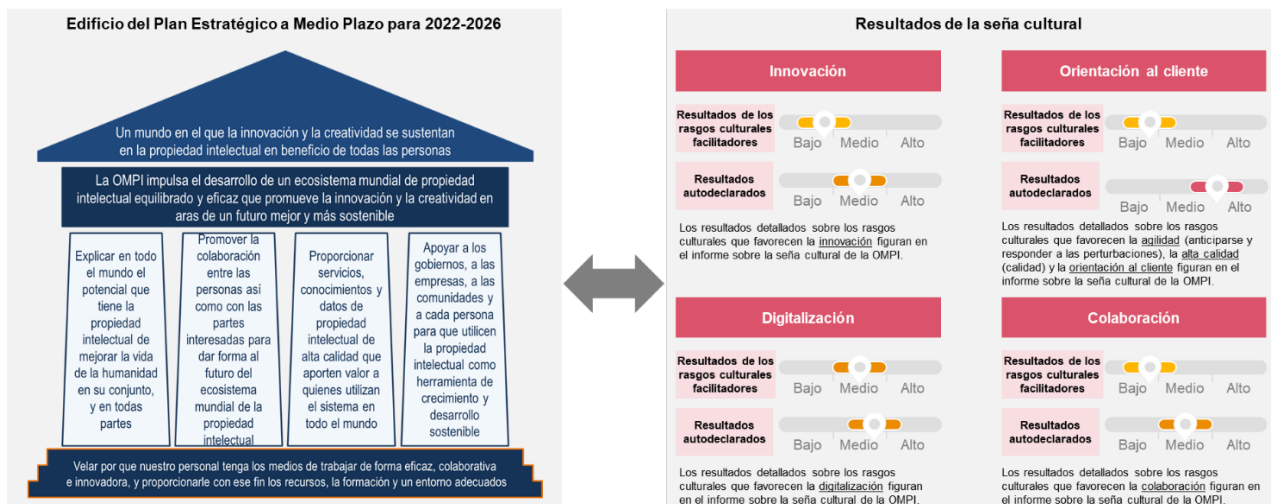 Edificio del Plan Estratégico a Medio Plazo para 2022-2026
Un mundo en el que la innovación y la creatividad se sustentan
en la propiedad intelectual en beneficio de todas las personas
La OMPI impulsa el desarrollo de un ecosistema mundial de propiedad
intelectual equilibrado y eficaz que promueve la innovación y la creatividad en
aras de un futuro mejor y más sostenible
Explicar en todo
el mundo el
potencial que
tiene la
propiedad
intelectual de
mejorar la vida
de la humanidad
en su conjunto,
y en todas
partes
Promover la
colaboración
entre las
personas así
como con las
partes
interesadas para
dar forma al
futuro del
ecosistema
mundial de la
propiedad
intelectual
Proporcionar
servicios,
conocimientos y
datos de
propiedad
intelectual de
alta calidad que
aporten valor a
quienes utilizan
el sistema en
todo el mundo
Apoyar a los
gobiernos, a las
empresas, a las
comunidades y
a cada persona
para que utilicen
la propiedad
intelectual como
herramienta de
crecimiento y
desarrollo
sostenible
Velar por que nuestro personal tenga los medios de trabajar de forma eficaz, colaborativa
e innovadora, y proporcionarle con ese fin los recursos, la formación y un entorno adecuados
Resultados de la seña cultural
Innovación
Resultados de los
rasgos culturales
facilitadores
Bajo Medio Alto
Resultados
autodeclarados
Bajo Medio Alto
Los resultados detallados sobre los rasgos
culturales que favorecen la innovación figuran en
el informe sobre la seña cultural de la OMPI.
Orientación al cliente
Resultados de los
rasgos culturales
facilitadores
Bajo Medio Alto
Resultados
autodeclarados
Bajo Medio Alto
Los resultados detallados sobre los rasgos
culturales que favorecen la agilidad (anticiparse y
responder a las perturbaciones), la alta calidad
(calidad) y la orientación al cliente figuran en el
informe sobre la seña cultural de la OMPI.
Digitalización
Resultados de los
rasgos culturales
facilitadores
Bajo Medio Alto
Resultados
autodeclarados
Bajo Medio Alto
Los resultados detallados sobre los rasgos
culturales que favorecen la digitalización figuran
en el informe sobre la seña cultural de la OMPI.
Colaboración
Resultados de los
rasgos culturales
facilitadores
Bajo Medio Alto
Resultados
autodeclarados
Bajo Medio Alto
Los resultados detallados sobre los rasgos
culturales que favorecen la colaboración figuran en
el informe sobre la seña cultural de la OMPI.